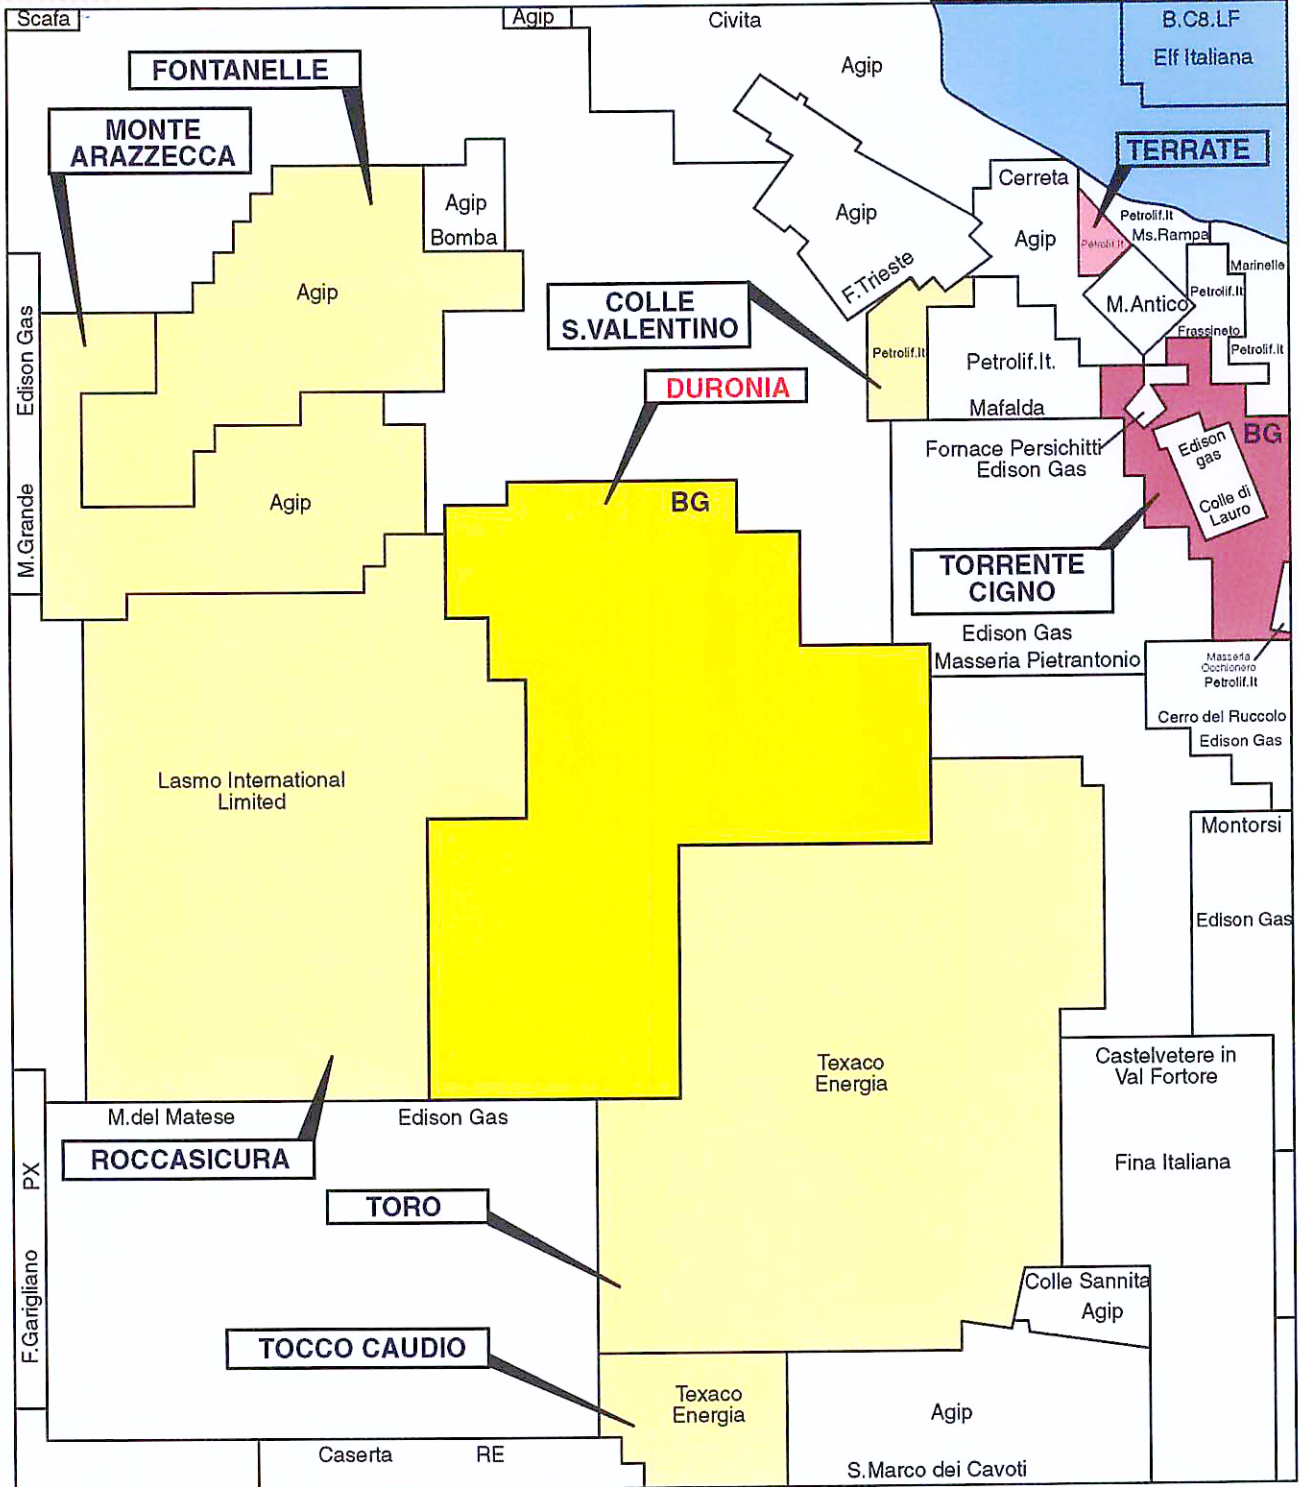 Scafa
Agip
Civita
B.C8.LF
Elf Italiana
Agip
FONTANELLE
MONTE
ARAZZECCA
TERRATE
Cerreta
Agip
Bomba
Agip
Agip
Petrolif.It
Petrolif.It
Ms.Rampa
Marinelle
F.Trieste
Agip
COLLE
S.VALENTINO
M.Antico
Petrolif.It
Frassineto
Petrolif.It
Edison Gas
M.Grande
Petrolif.It
Petrolif.It.
Mafalda
DURONIA
BG
Fornace Persichitti
Edison Gas
Edison
gas
Colle di
Lauro
Agip
BG
TORRENTE
CIGNO
Edison Gas
Masseria Pietrantonio
Masseria
Occhionero
Petrolif.It
Cerro del Ruccolo
Edison Gas
Lasmo International
Limited
Montorsi
Edison Gas
Texaco
Energia
Castelvetere in
Val Fortore
Fina Italiana
M.del Matese
Edison Gas
ROCCASICURA
PX
F.Garigliano
TORO
Colle Sannita
Agip
TOCCO CAUDIO
Texaco
Energia
Agip
Caserta
RE
S.Marco dei Cavoti